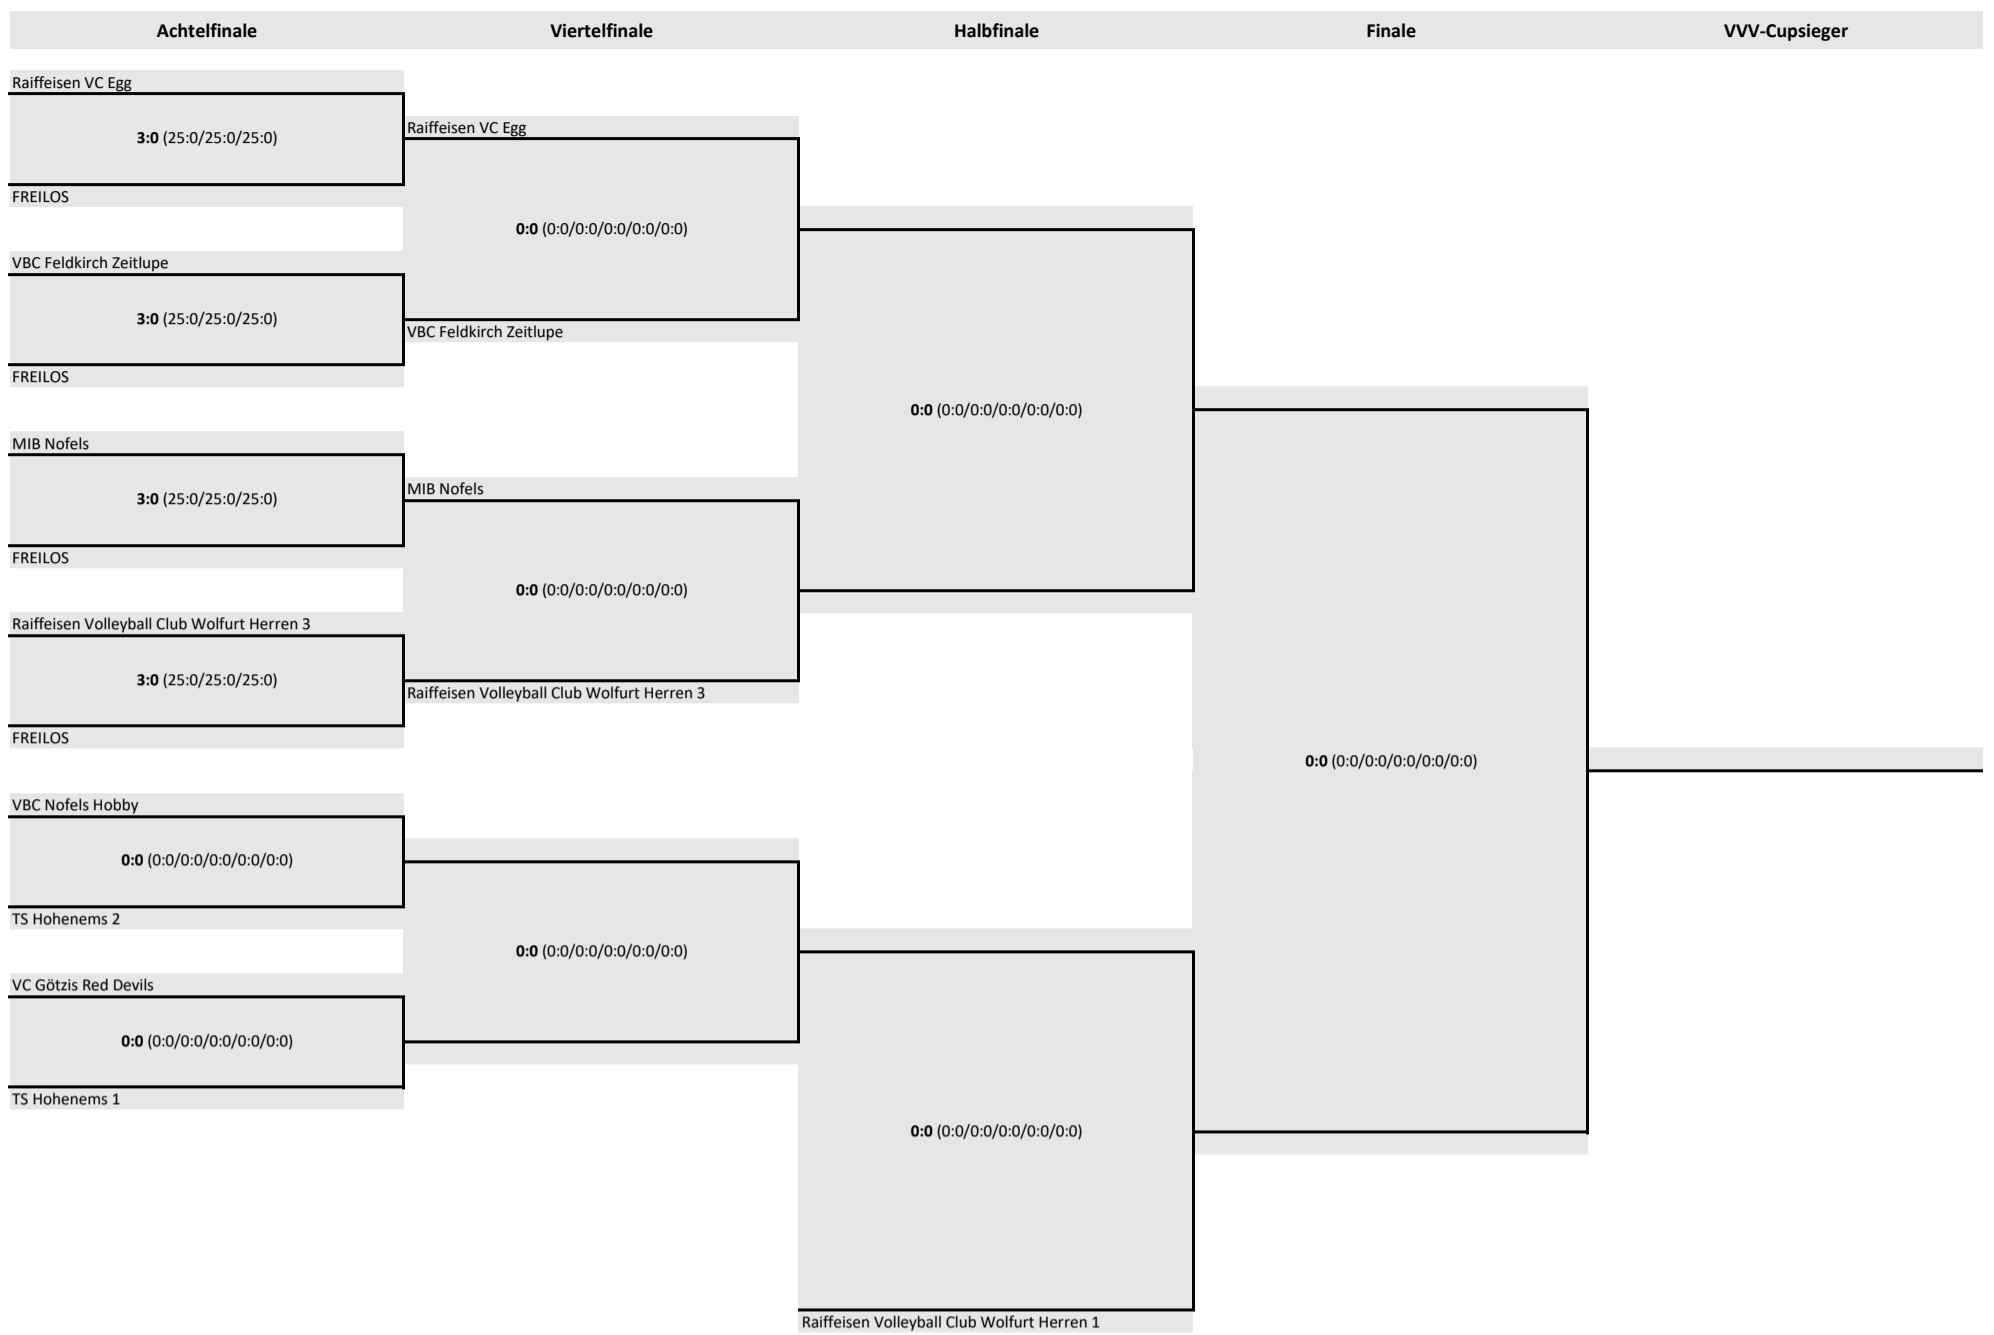 Achtelfinale Viertelfinale Halbfinale Finale VVV-Cupsieger
Raiffeisen VC Egg
3:0 (25:0/25:0/25:0)
FREILOS
VBC Feldkirch Zeitlupe
3:0 (25:0/25:0/25:0)
FREILOS
MIB Nofels
3:0 (25:0/25:0/25:0)
FREILOS
Raiffeisen Volleyball Club Wolfurt Herren 3
3:0 (25:0/25:0/25:0)
FREILOS
VBC Nofels Hobby
0:0 (0:0/0:0/0:0/0:0/0:0)
TS Hohenems 2
VC Götzis Red Devils
0:0 (0:0/0:0/0:0/0:0/0:0)
TS Hohenems 1
Raiffeisen VC Egg
0:0 (0:0/0:0/0:0/0:0/0:0)
VBC Feldkirch Zeitlupe
MIB Nofels
0:0 (0:0/0:0/0:0/0:0/0:0)
Raiffeisen Volleyball Club Wolfurt Herren 3
0:0 (0:0/0:0/0:0/0:0/0:0)
0:0 (0:0/0:0/0:0/0:0/0:0)
0:0 (0:0/0:0/0:0/0:0/0:0)
Raiffeisen Volleyball Club Wolfurt Herren 1
0:0 (0:0/0:0/0:0/0:0/0:0)